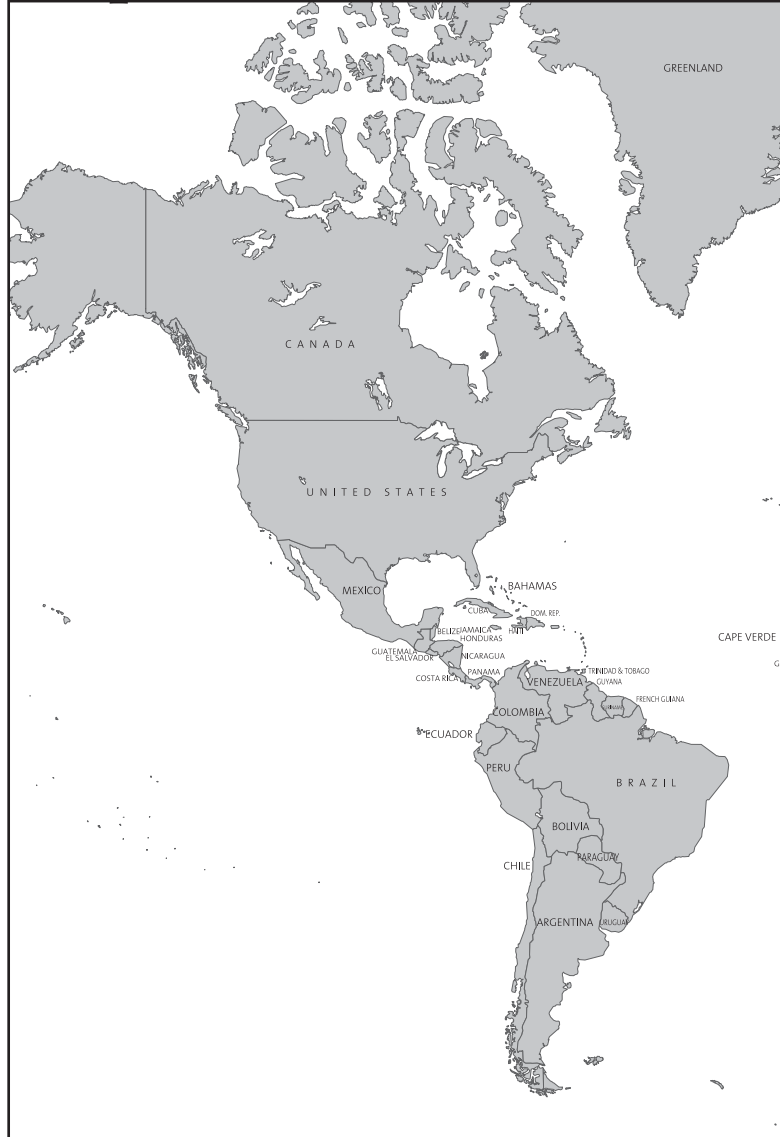 GREENLAND
CANADA
UNITED STATES
MEXICO
BAHAMAS
CUBA
DOM. REP.
BELIZE
JAMAICA
HAITI
HONDURAS
CAPE VERDE
GUATEMALA
NICARAGUA
EL SALVADOR
PANAMA
TRINIDAD & TOBAGO
COSTA RICA
VENEZUELA
GUYANA
FRENCH GUIANA
COLOMBIA
ECUADOR
PERU
BRAZIL
BOLIVIA
PARAGUAY
CHILE
ARGENTINA
G